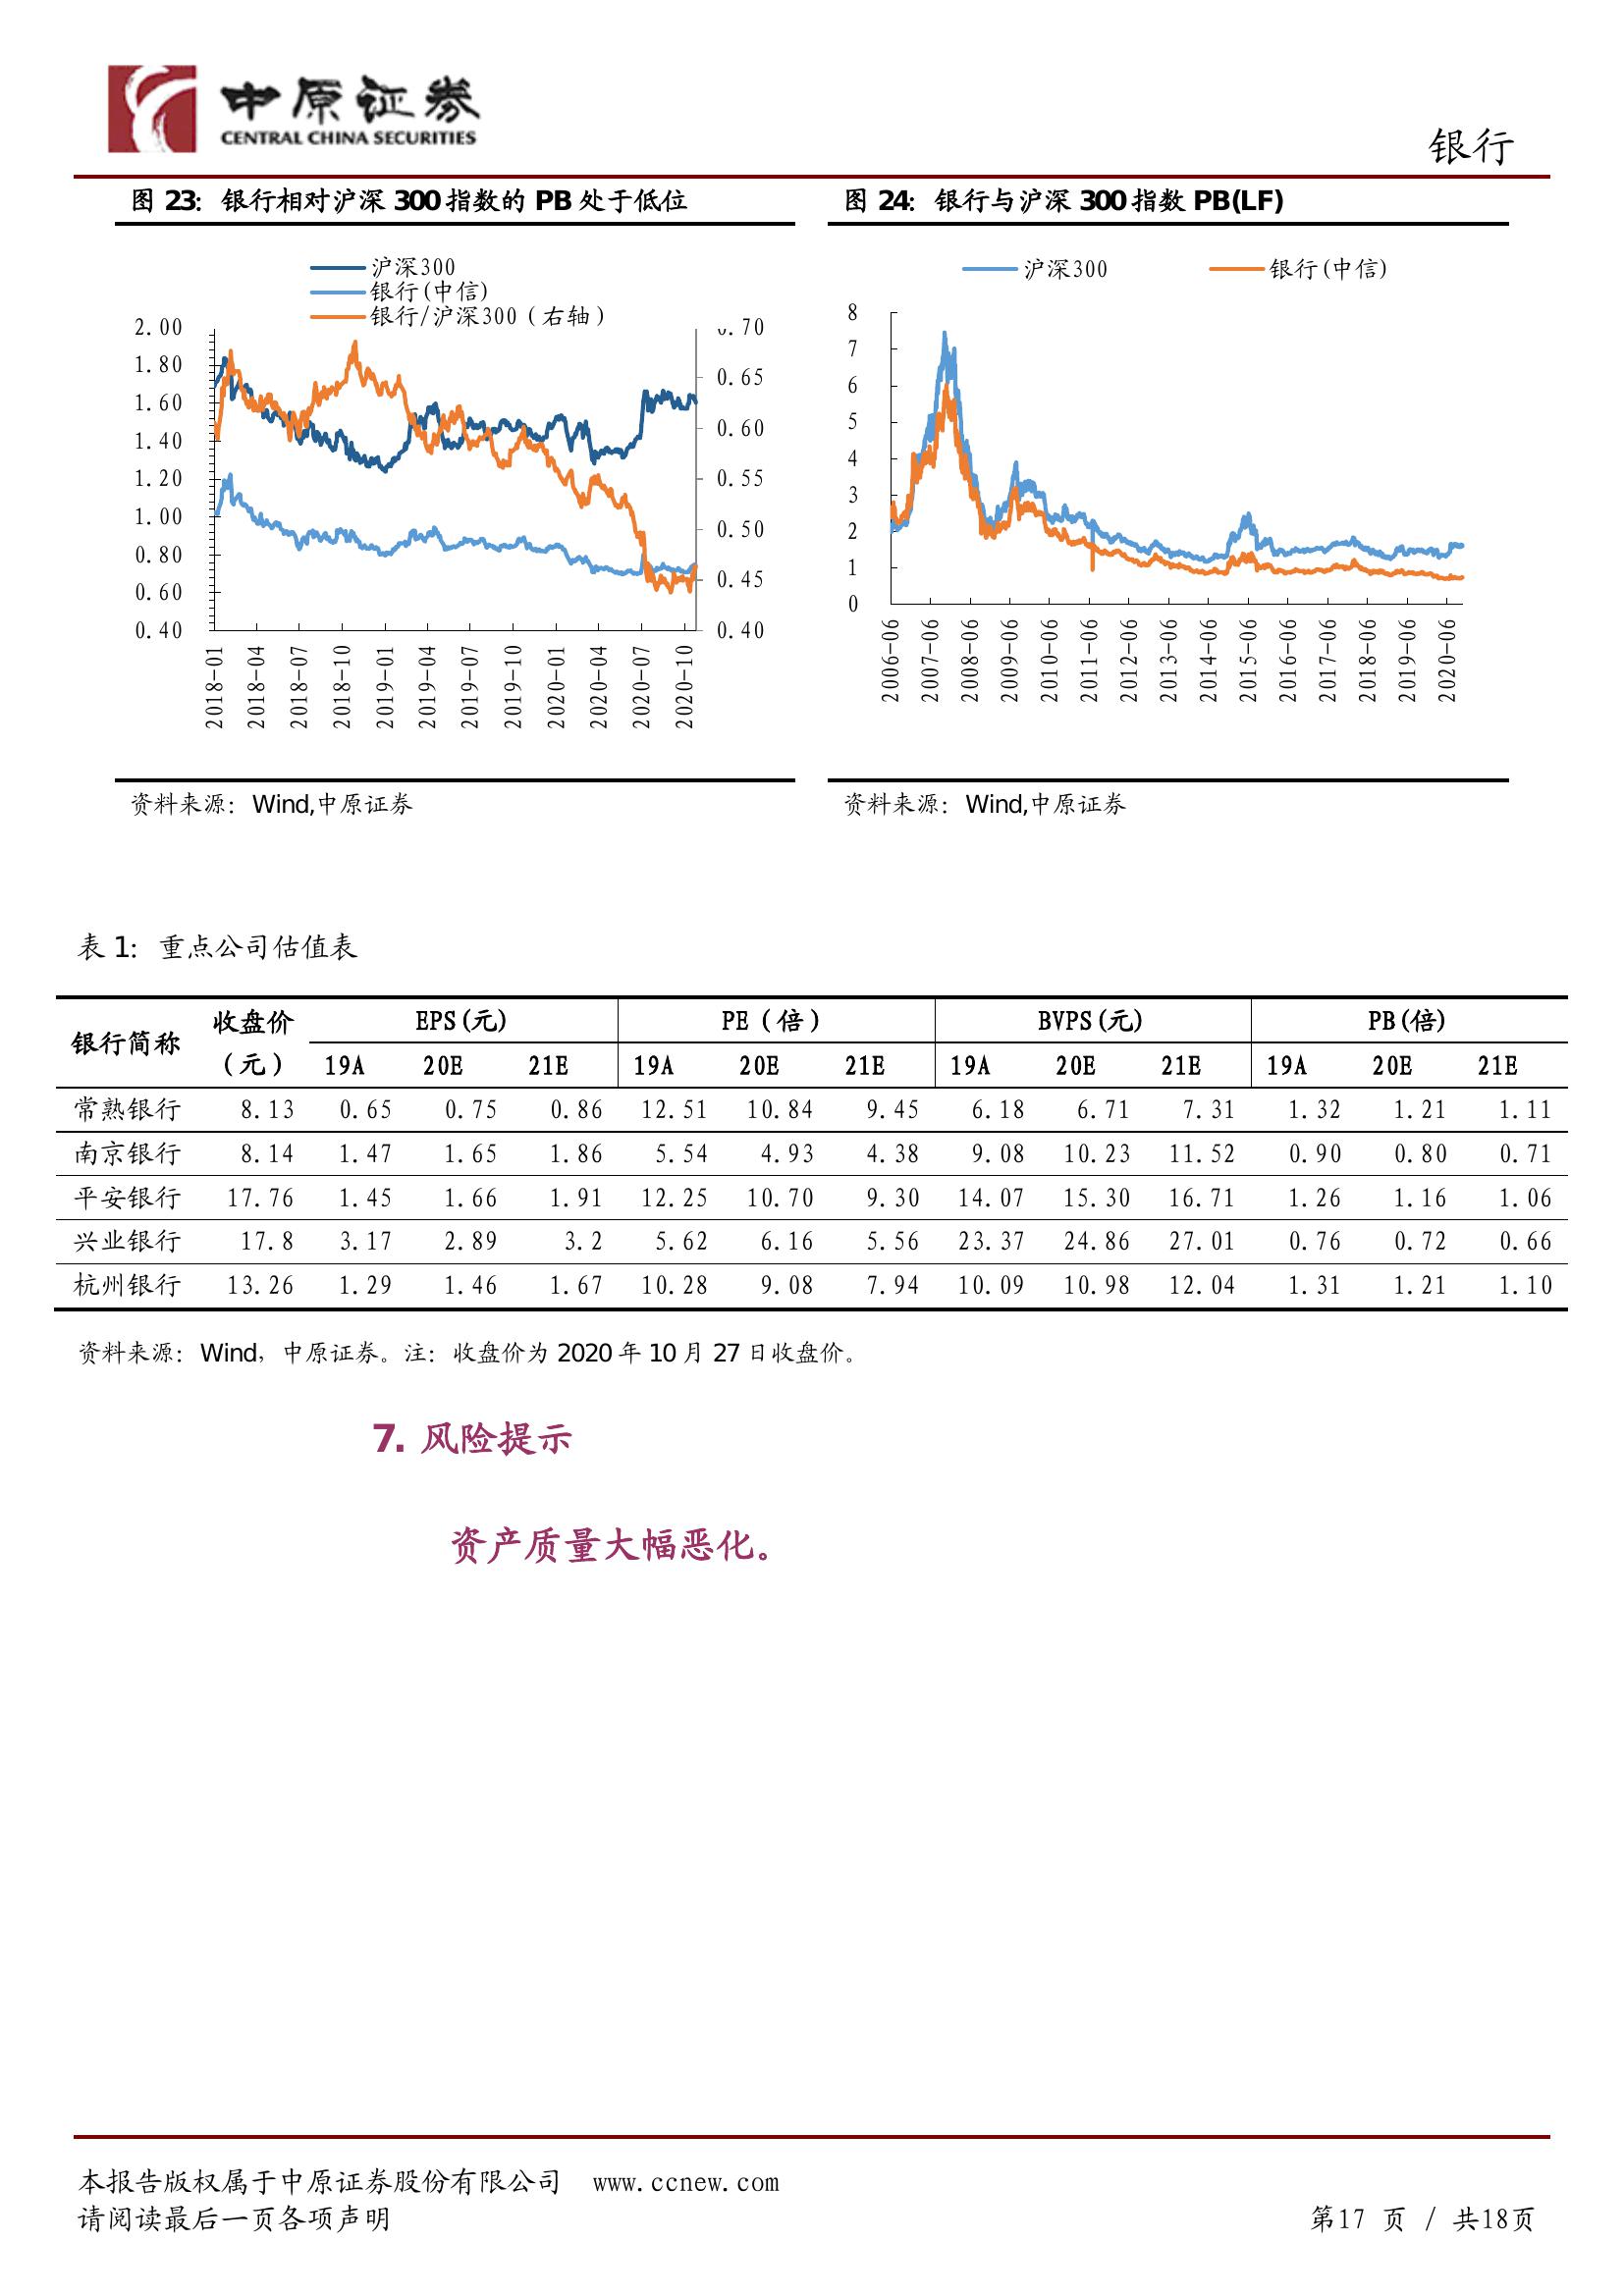 中原证券
CENTRAL CHINA SECURITIES
银行
图 23：银行相对沪深 300 指数的 PB 处于低位
沪深300
银行(中信)
银行/沪深300（右轴）
2.00
1.80
1.60
1.40
1.20
1.00
0.80
0.60
0.40
0.70
0.65
0.60
0.55
0.50
0.45
0.40
2018-01
2018-04
2018-07
2018-10
2019-01
2019-04
2019-07
2019-10
2020-01
2020-04
2020-07
2020-10
资料来源：Wind,中原证券
图 24：银行与沪深 300 指数 PB(LF)
沪深300 银行(中信)
8
7
6
5
4
3
2
1
0
2006-06
2007-06
2008-06
2009-06
2010-06
2011-06
2012-06
2013-06
2014-06
2015-06
2016-06
2017-06
2018-06
2019-06
2020-06
资料来源：Wind,中原证券
表 1：重点公司估值表
银行简称 收盘价（元） EPS(元) PE（倍） BVPS(元) PB(倍)
19A 20E 21E 19A 20E 21E 19A 20E 21E 19A 20E 21E
常熟银行 8.13 0.65 0.75 0.86 12.51 10.84 9.45 6.18 6.71 7.31 1.32 1.21 1.11
南京银行 8.14 1.47 1.65 1.86 5.54 4.93 4.38 9.08 10.23 11.52 0.90 0.80 0.71
平安银行 17.76 1.45 1.66 1.91 12.25 10.70 9.30 14.07 15.30 16.71 1.26 1.16 1.06
兴业银行 17.8 3.17 2.89 3.2 5.62 6.16 5.56 23.37 24.86 27.01 0.76 0.72 0.66
杭州银行 13.26 1.29 1.46 1.67 10.28 9.08 7.94 10.09 10.98 12.04 1.31 1.21 1.10
资料来源：Wind，中原证券。注：收盘价为 2020 年 10 月 27 日收盘价。
7. 风险提示
资产质量大幅恶化。
本报告版权属于中原证券股份有限公司 www.ccnew.com
请阅读最后一页各项声明
第17 页 / 共18页